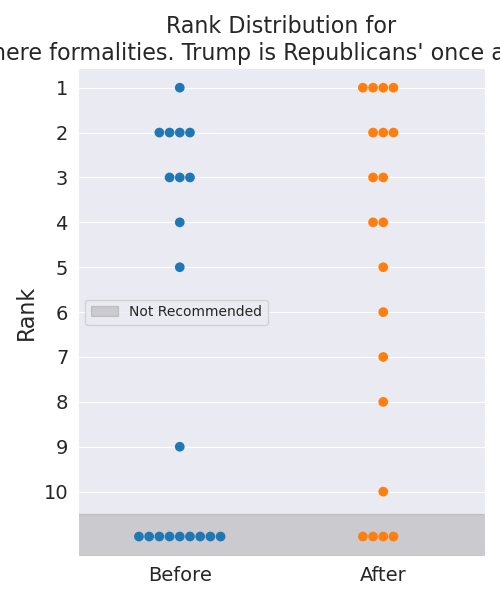 Rank Distribution for
here formalities. Trump is Republicans' once a
1
2
3
4
5
6
7
8
9
10
Rank
Not Recommended
Before
After